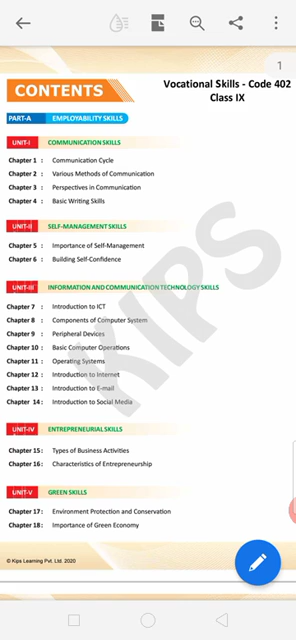 1
CONTENTS
Vocational Skills - Code 402
Class IX
PART-A EMPLOYABILITY SKILLS
UNIT-I COMMUNICATION SKILLS
Chapter 1 : Communication Cycle
Chapter 2 : Various Methods of Communication
Chapter 3 : Perspectives in Communication
Chapter 4 : Basic Writing Skills
UNIT-II SELF-MANAGEMENT SKILLS
Chapter 5 : Importance of Self-Management
Chapter 6 : Building Self-Confidence
UNIT-III INFORMATION AND COMMUNICATION TECHNOLOGY SKILLS
Chapter 7 : Introduction to ICT
Chapter 8 : Components of Computer System
Chapter 9 : Peripheral Devices
Chapter 10 : Basic Computer Operations
Chapter 11 : Operating Systems
Chapter 12 : Introduction to Internet
Chapter 13 : Introduction to E-mail
Chapter 14 : Introduction to Social Media
UNIT-IV ENTREPRENEURIAL SKILLS
Chapter 15 : Types of Business Activities
Chapter 16 : Characteristics of Entrepreneurship
UNIT-V GREEN SKILLS
Chapter 17 : Environment Protection and Conservation
Chapter 18 : Importance of Green Economy
KIPS
© Kips Learning Pvt. Ltd. 2020